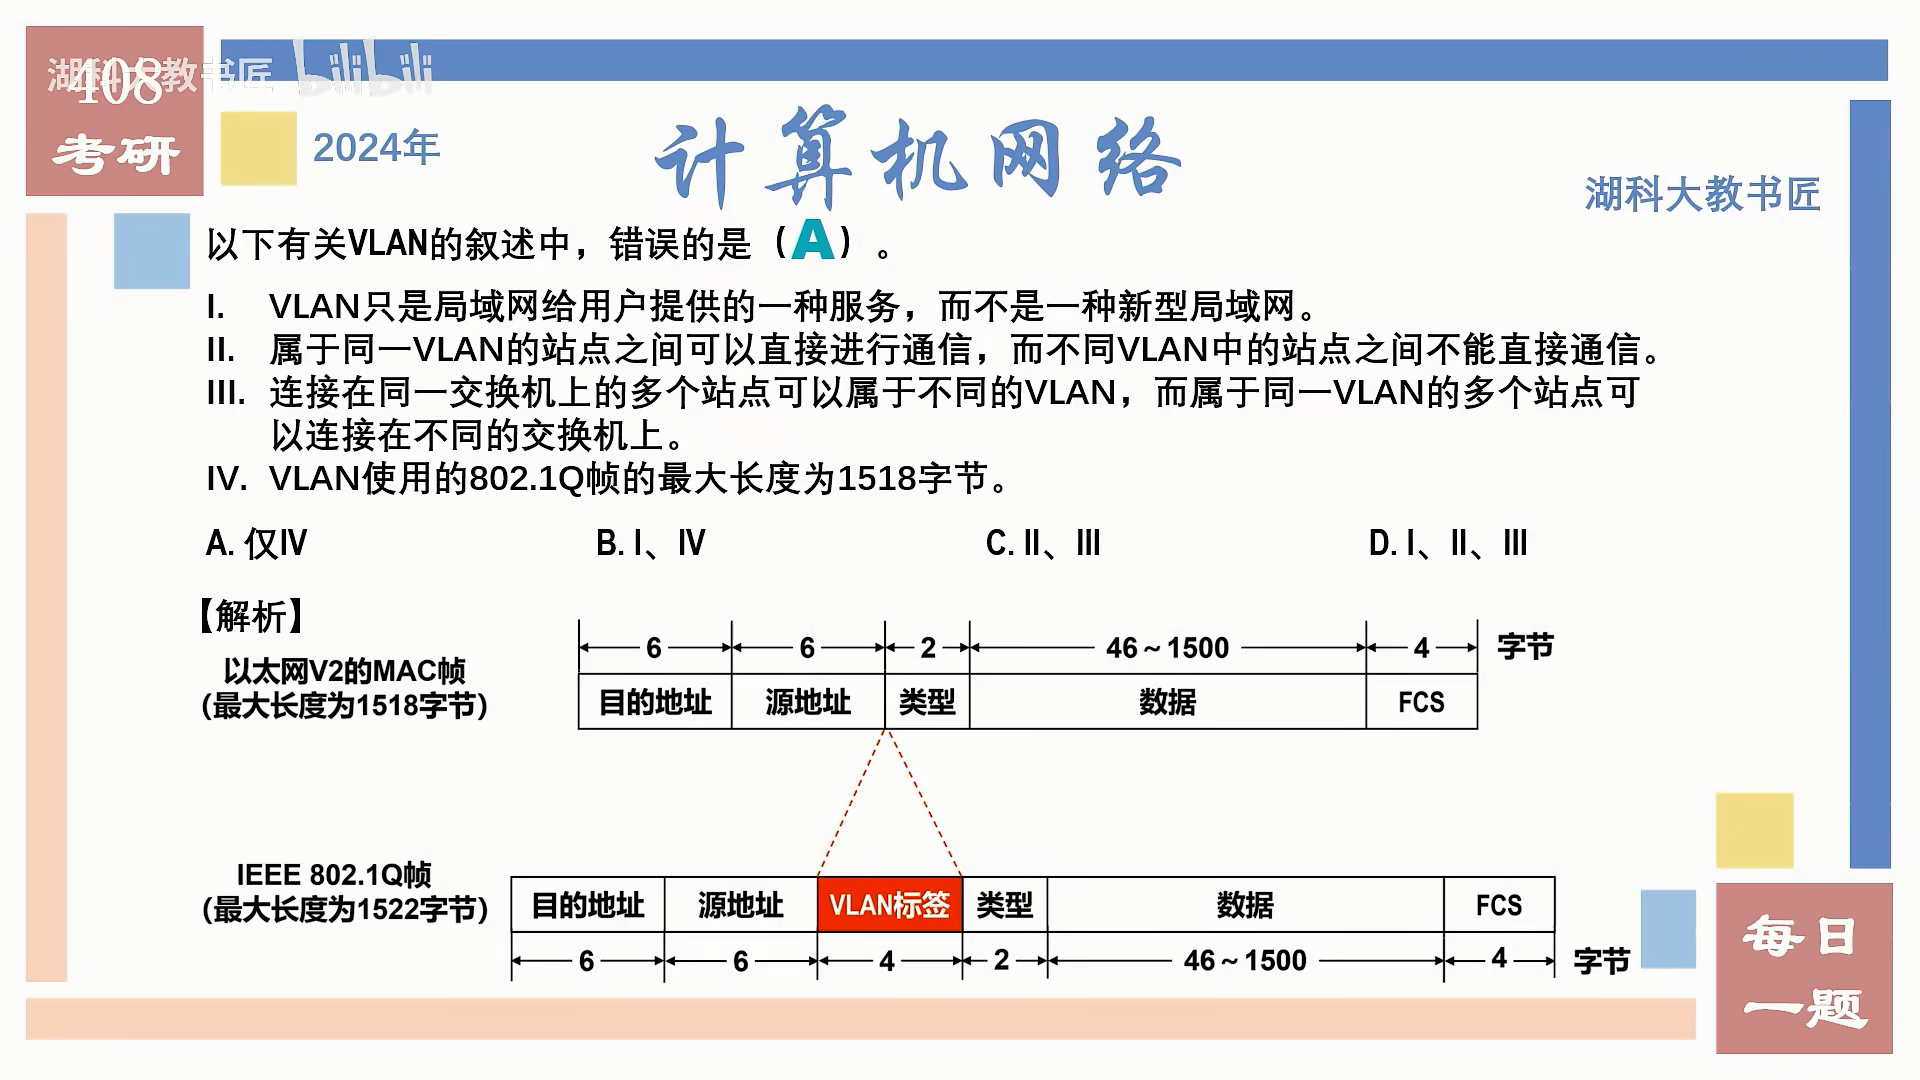 湖科大教书匠 bilibili
408
考研
2024年
计算机网络
湖科大教书匠
以下有关VLAN的叙述中，错误的是（A）。
I. VLAN只是局域网给用户提供的一种服务，而不是一种新型局域网。
II. 属于同一VLAN的站点之间可以直接进行通信，而不同VLAN中的站点之间不能直接通信。
III. 连接在同一交换机上的多个站点可以属于不同的VLAN，而属于同一VLAN的多个站点可
以连接在不同的交换机上。
IV. VLAN使用的802.1Q帧的最大长度为1518字节。
A. 仅IV B. I、IV C. II、III D. I、II、III
【解析】
6 6 2 46～1500 4 字节
以太网V2的MAC帧
（最大长度为1518字节）
目的地址 源地址 类型 数据 FCS
IEEE 802.1Q帧
（最大长度为1522字节）
目的地址 源地址 VLAN标签 类型 数据 FCS
6 6 4 2 46～1500 4 字节
每日
一题